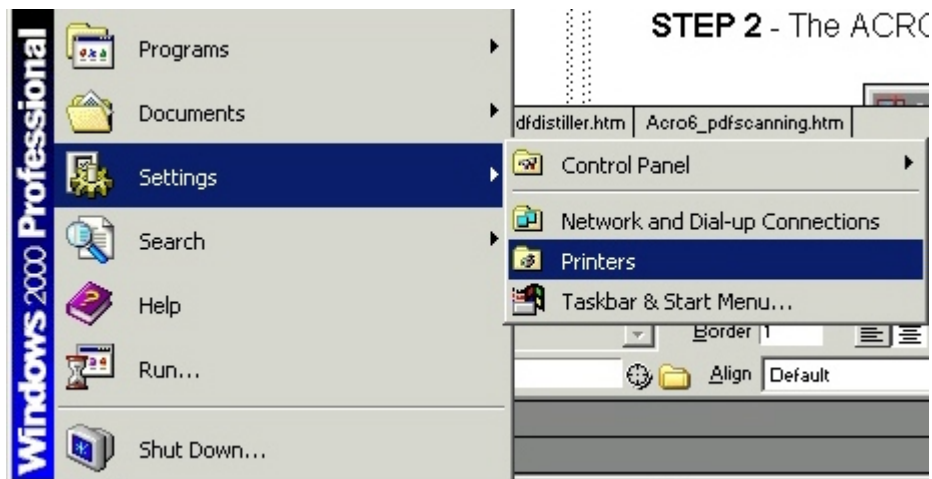 Windows 2000 Professional
STEP 2 - The ACRO
Programs
Documents
dfdistiller.htm Acro6_pdfscanning.htm
Settings
Control Panel
Network and Dial-up Connections
Search
Printers
Help
Taskbar & Start Menu...
Border 1
Run...
Align Default
Shut Down...